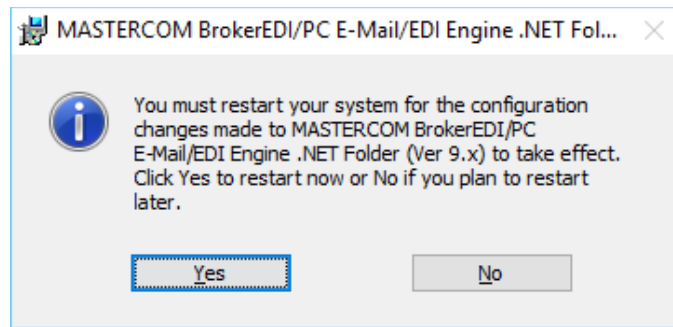 MASTERCOM BrokerEDI/PC E-Mail/EDI Engine .NET Fol...
You must restart your system for the configuration
changes made to MASTERCOM BrokerEDI/PC
E-Mail/EDI Engine .NET Folder (Ver 9.x) to take effect.
Click Yes to restart now or No if you plan to restart
later.
Yes
No